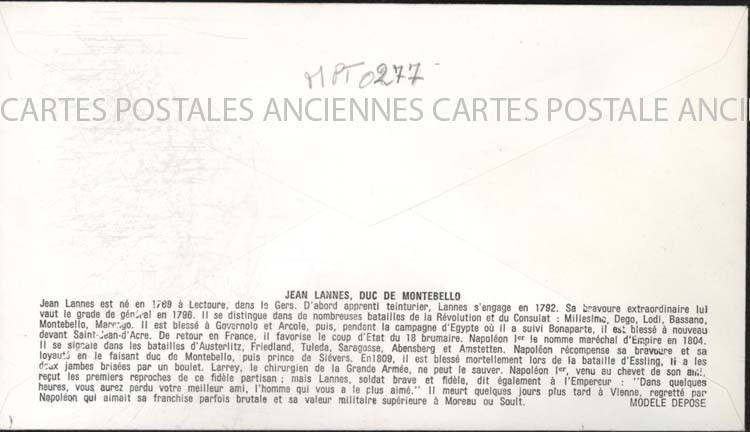 MPT0277
CARTES POSTALES ANCIENNES CARTES POSTALE ANCI
JEAN LANNES, DUC DE MONTEBELLO
Jean Lannes est né en 1769 à Lectoure, dans le Gers. D'abord apprenti teinturier, Lannes s'engage en 1792. Sa bravoure extraordinaire lui
vaut le grade de général en 1796. Il se distingue dans de nombreuses batailles de la Révolution et du Consulat : Millesimo, Dego, Lodi, Bassano,
Montebello, Marengo. Il est blessé à Governolo et Arcole, puis, pendant la campagne d'Egypte où il a suivi Bonaparte, il est blessé à nouveau
devant Saint-Jean-d'Acre. De retour en France, il favorise le coup d'Etat du 18 brumaire. Napoléon Ier le nomme maréchal d'Empire en 1804.
Il se signale dans les batailles d'Austerlitz, Friedland, Tuleda, Saragosse, Abensberg et Amstetten. Napoléon récompense sa bravoure et sa
loyauté en le faisant duc de Montebello, puis prince de Siévers. En1809, il est blessé mortellement lors de la bataille d'Essling, il a les
deux jambes brisées par un boulet. Larrey, le chirurgien de la Grande Armée, ne peut le sauver. Napoléon Ier, venu au chevet de son ami,
reçut les premiers reproches de ce fidèle partisan ; mais Lannes, soldat brave et fidèle, dit également à l'Empereur : "Dans quelques
heures, vous aurez perdu votre meilleur ami, l'homme qui vous a le plus aimé." Il meurt quelques jours plus tard à Vienne, regretté par
Napoléon qui aimait sa franchise parfois brutale et sa valeur militaire supérieure à Moreau ou Soult. MODELE DEPOSE